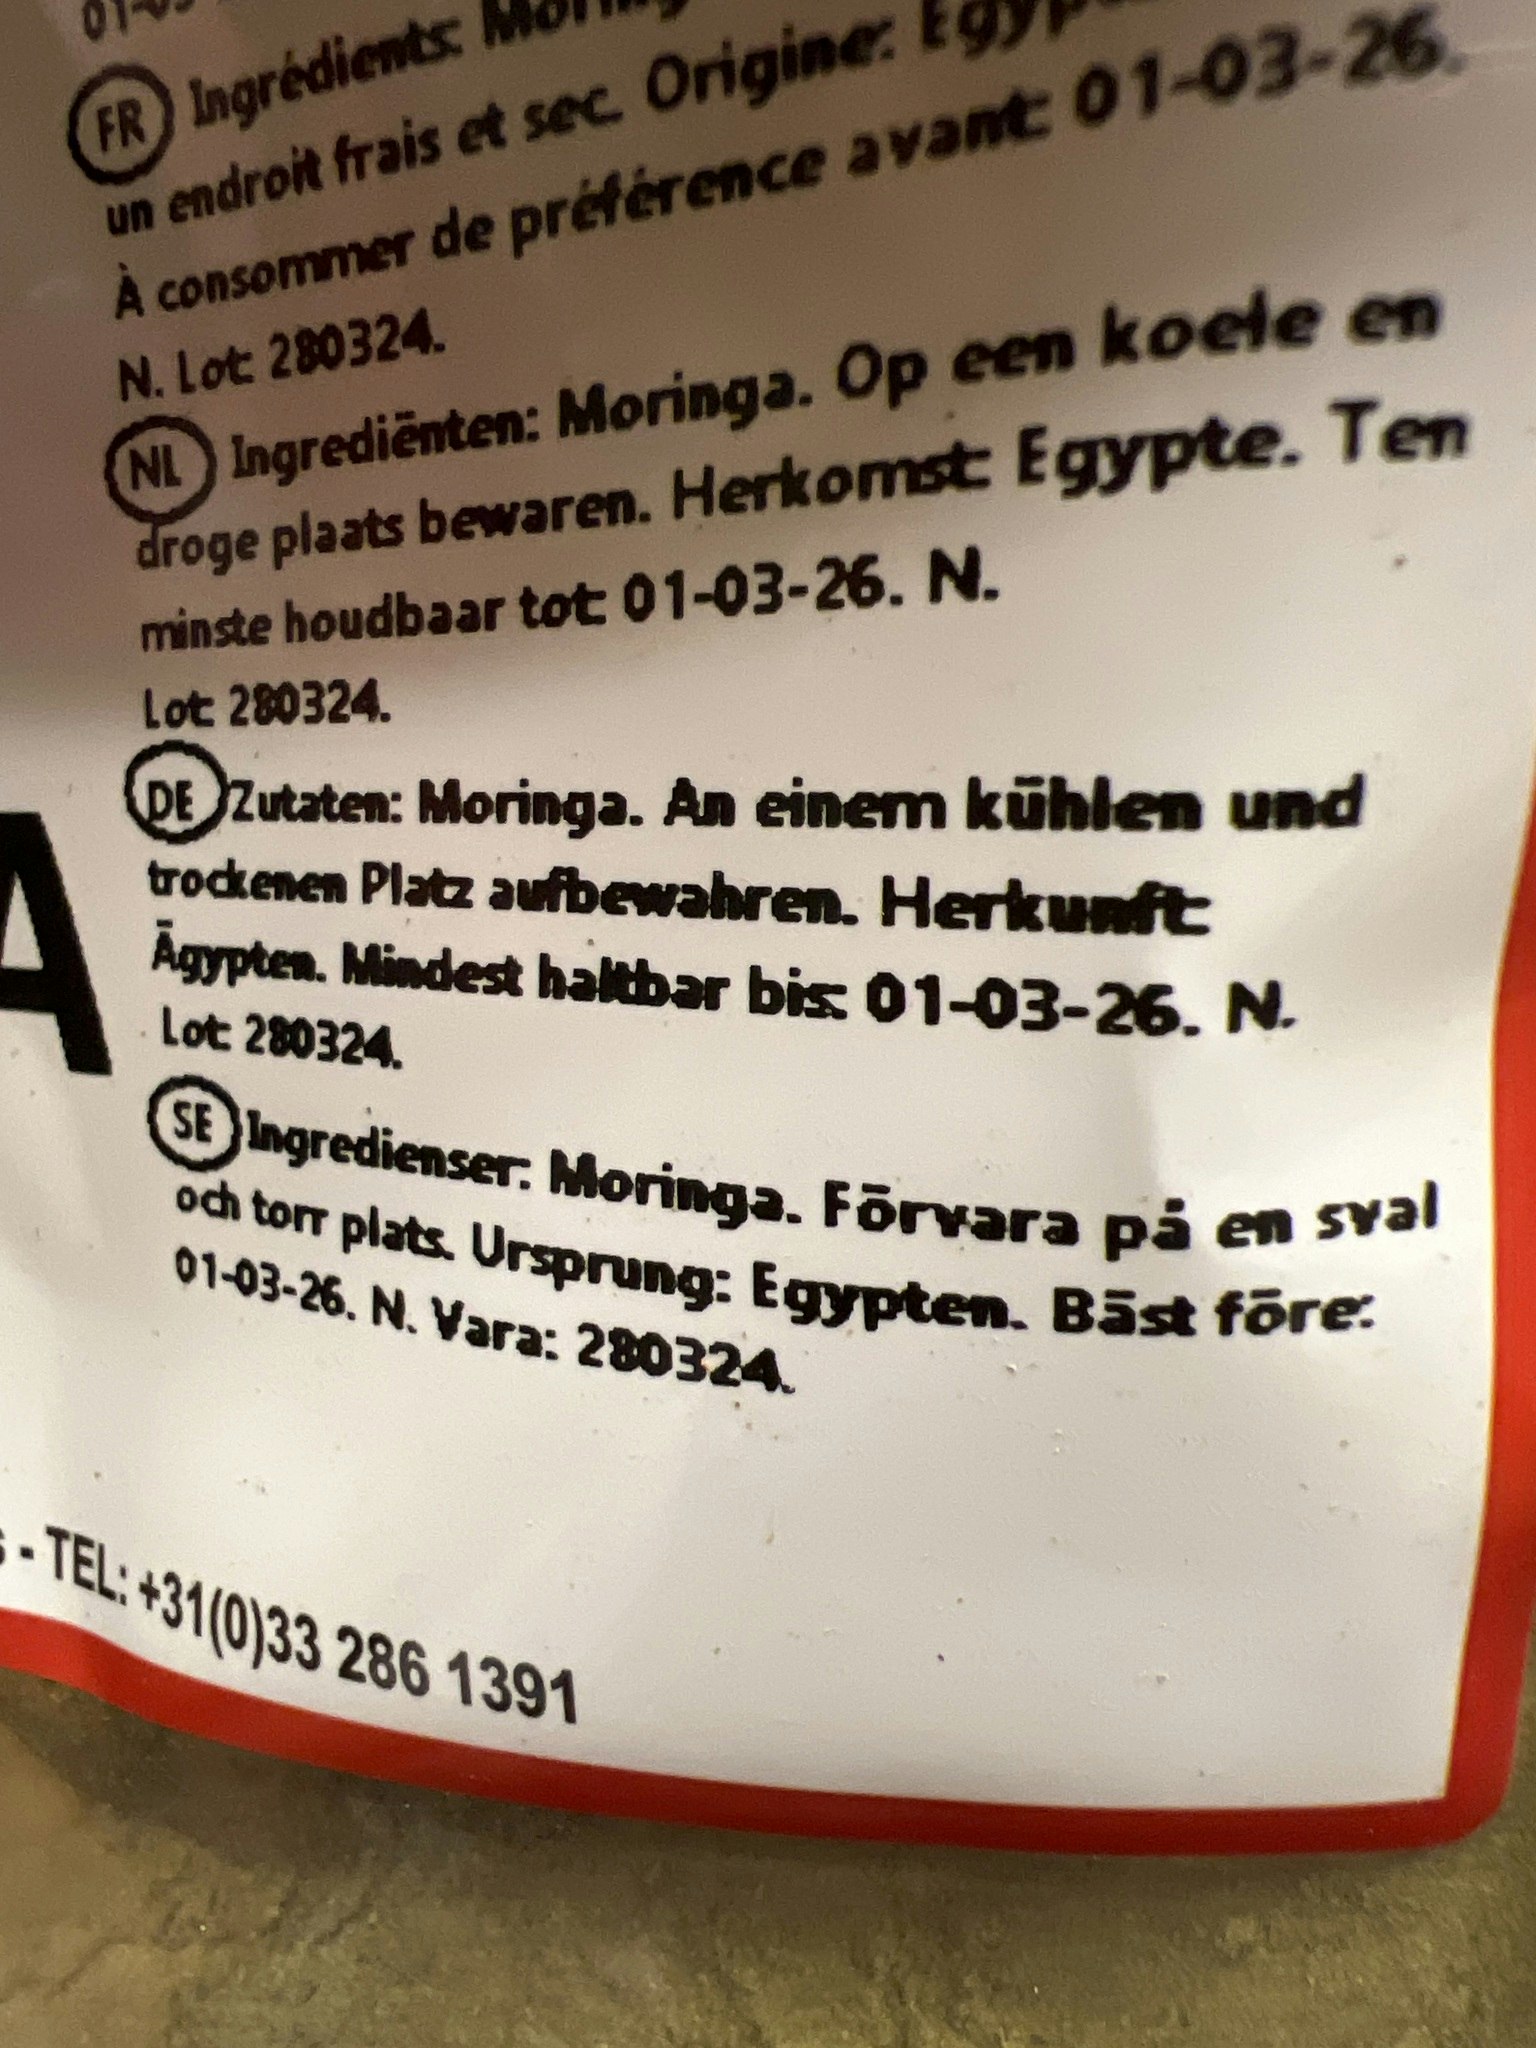 FR Ingrédients: Moring
un endroit frais et sec. Origine: Egyp
À consommer de préférence avant: 01-03-26.
N. Lot: 280324.
NL Ingrediënten: Moringa. Op een koele en
droge plaats bewaren. Herkomst: Egypte. Ten
minste houdbaar tot: 01-03-26. N.
Lot: 280324.
A
DE Zutaten: Moringa. An einem kühlen und
trockenen Platz aufbewahren. Herkunft:
Ägypten. Mindest haltbar bis: 01-03-26. N.
Lot: 280324.
SE Ingredienser: Moringa. Förvara på en sval
och torr plats. Ursprung: Egypten. Bäst före:
01-03-26. N. Vara: 280324.
- TEL: +31(0)33 286 1391